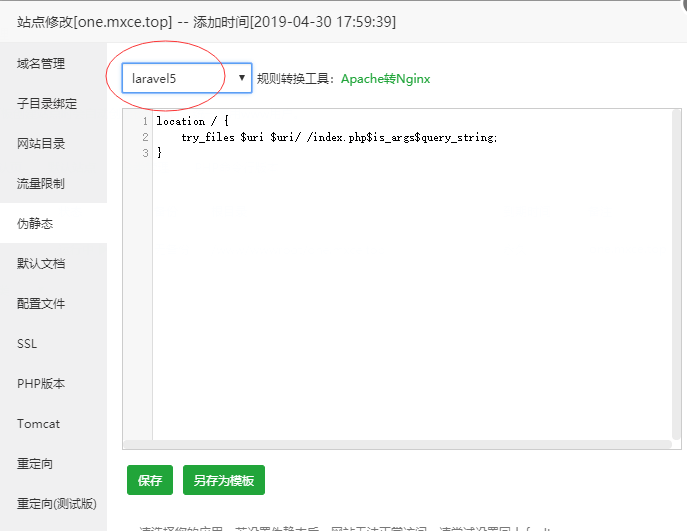 站点修改[one.mxce.top] -- 添加时间[2019-04-30 17:59:39]
域名管理
子目录绑定
网站目录
流量限制
伪静态
默认文档
配置文件
SSL
PHP版本
Tomcat
重定向
重定向(测试版)
laravel5 ▼ 规则转换工具：Apache转Nginx
1 location / {
2 try_files $uri $uri/ /index.php$is_args$query_string;
3 }
保存 另存为模板